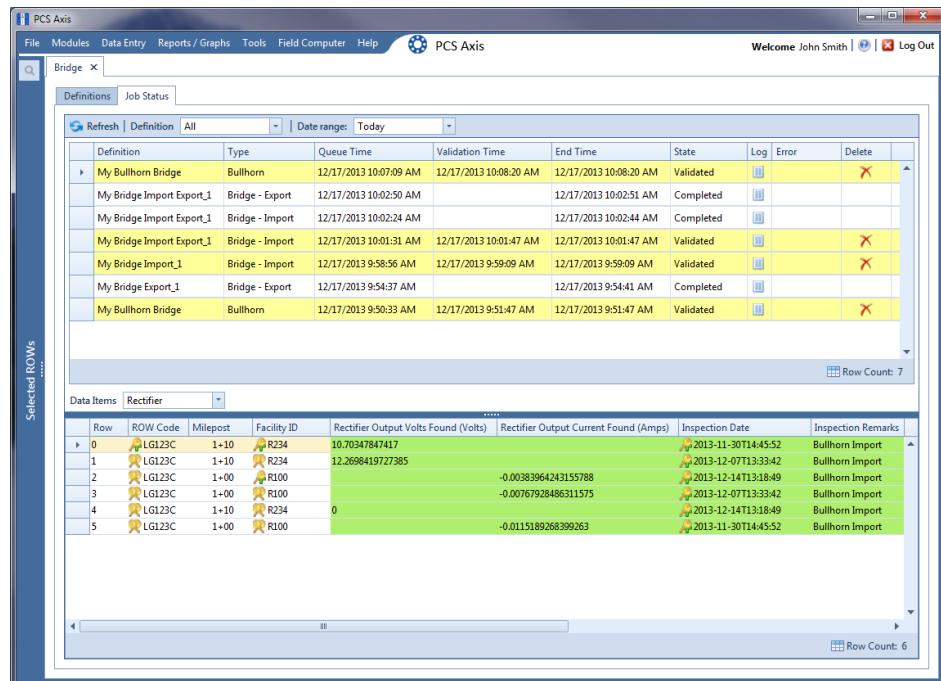 PCS Axis
File Modules Data Entry Reports / Graphs Tools Field Computer Help PCS Axis Welcome John Smith Log Out
Bridge
Definitions Job Status
Refresh Definition All Date range: Today
Definition Type Queue Time Validation Time End Time State Log Error Delete
My Bullhorn Bridge Bullhorn 12/17/2013 10:07:09 AM 12/17/2013 10:08:20 AM 12/17/2013 10:08:20 AM Validated
My Bridge Import Export_1 Bridge - Export 12/17/2013 10:02:50 AM 12/17/2013 10:02:51 AM Completed
My Bridge Import Export_1 Bridge - Import 12/17/2013 10:02:24 AM 12/17/2013 10:02:44 AM Completed
My Bridge Import Export_1 Bridge - Import 12/17/2013 10:01:31 AM 12/17/2013 10:01:47 AM 12/17/2013 10:01:47 AM Validated
My Bridge Import_1 Bridge - Import 12/17/2013 9:58:56 AM 12/17/2013 9:59:09 AM 12/17/2013 9:59:09 AM Validated
My Bridge Export_1 Bridge - Export 12/17/2013 9:54:37 AM 12/17/2013 9:54:41 AM Completed
My Bullhorn Bridge Bullhorn 12/17/2013 9:50:33 AM 12/17/2013 9:51:47 AM 12/17/2013 9:51:47 AM Validated
Row Count: 7
Selected ROWs
Data Items Rectifier
Row ROW Code Milepost Facility ID Rectifier Output Volts Found (Volts) Rectifier Output Current Found (Amps) Inspection Date Inspection Remarks
0 LG123C 1+10 R234 10.70347847417 2013-11-30T14:45:52 Bullhorn Import
1 LG123C 1+10 R234 12.2698419727385 2013-12-07T13:33:42 Bullhorn Import
2 LG123C 1+00 R100 -0.00383964243155788 2013-12-14T13:18:49 Bullhorn Import
3 LG123C 1+00 R100 -0.00767928486311575 2013-12-07T13:33:42 Bullhorn Import
4 LG123C 1+10 R234 0 2013-12-14T13:18:49 Bullhorn Import
5 LG123C 1+00 R100 -0.0115189268399263 2013-11-30T14:45:52 Bullhorn Import
Row Count: 6